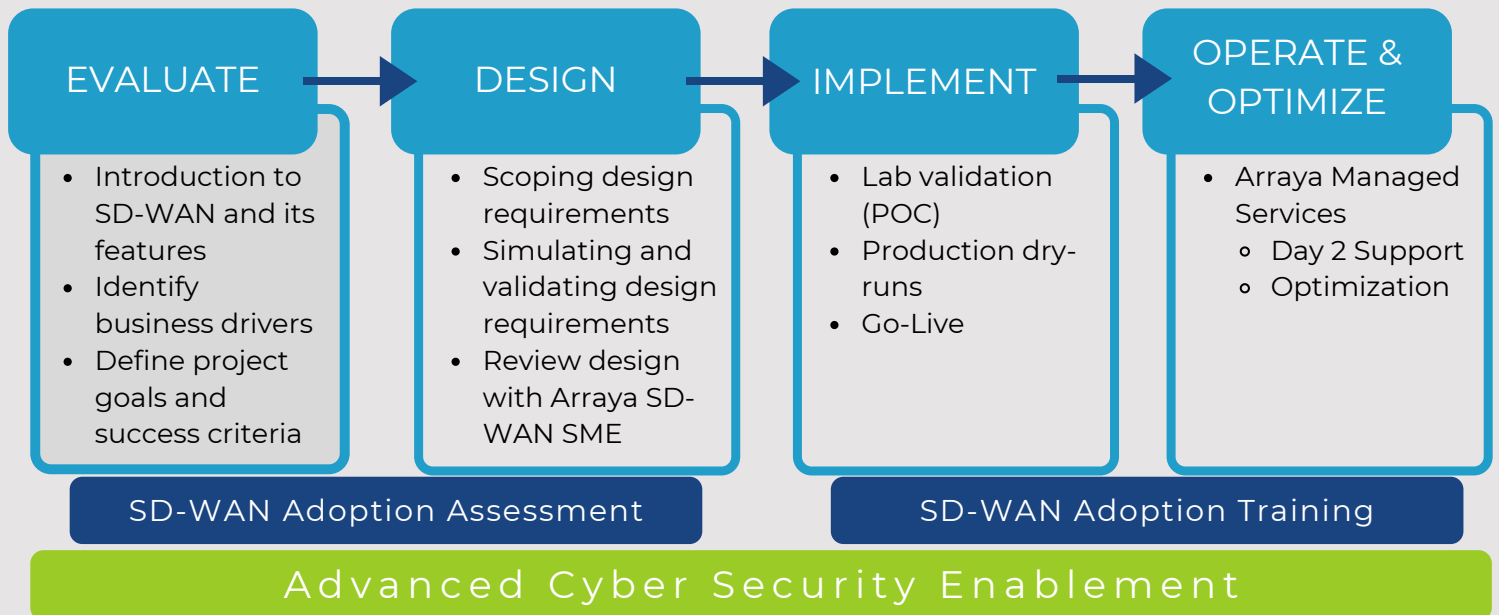 EVALUATE
Introduction to
SD-WAN and its
features
Identify
business drivers
Define project
goals and
success criteria
DESIGN
Scoping design
requirements
Simulating and
validating design
requirements
Review design
with Arraya SD-
WAN SME
IMPLEMENT
Lab validation
(POC)
Production dry-
runs
Go-Live
OPERATE &
OPTIMIZE
Arraya Managed
Services
Day 2 Support
Optimization
SD-WAN Adoption Assessment
SD-WAN Adoption Training
Advanced Cyber Security Enablement